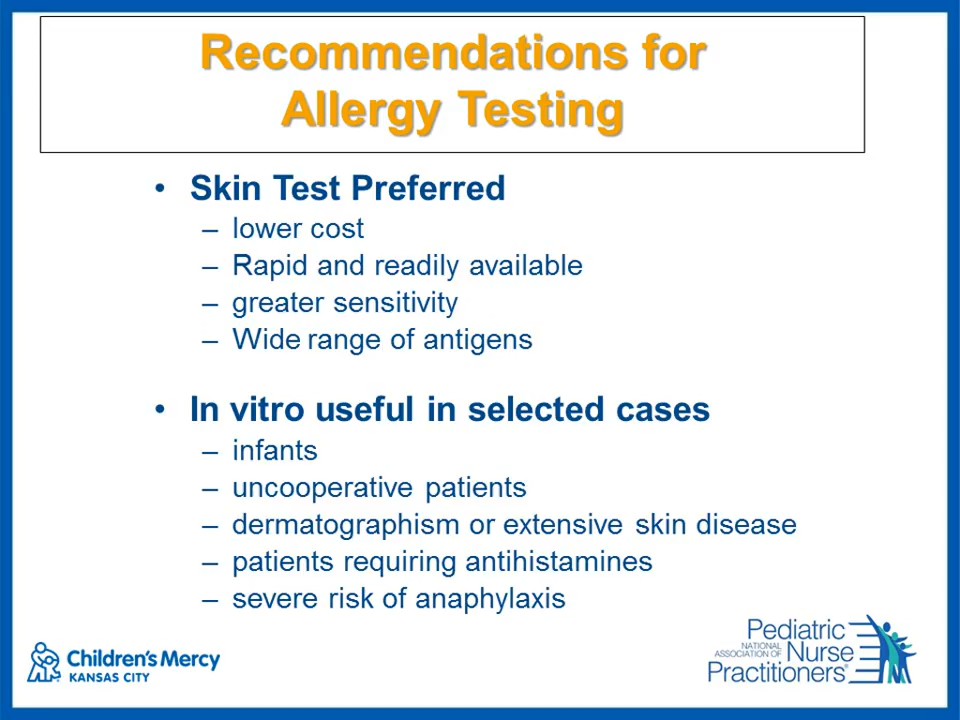 Recommendations for
Allergy Testing
• Skin Test Preferred
– lower cost
– Rapid and readily available
– greater sensitivity
– Wide range of antigens
• In vitro useful in selected cases
– infants
– uncooperative patients
– dermatographism or extensive skin disease
– patients requiring antihistamines
– severe risk of anaphylaxis
Children's Mercy
KANSAS CITY
Pediatric
NATIONAL
ASSOCIATION OF
Nurse
Practitioners®